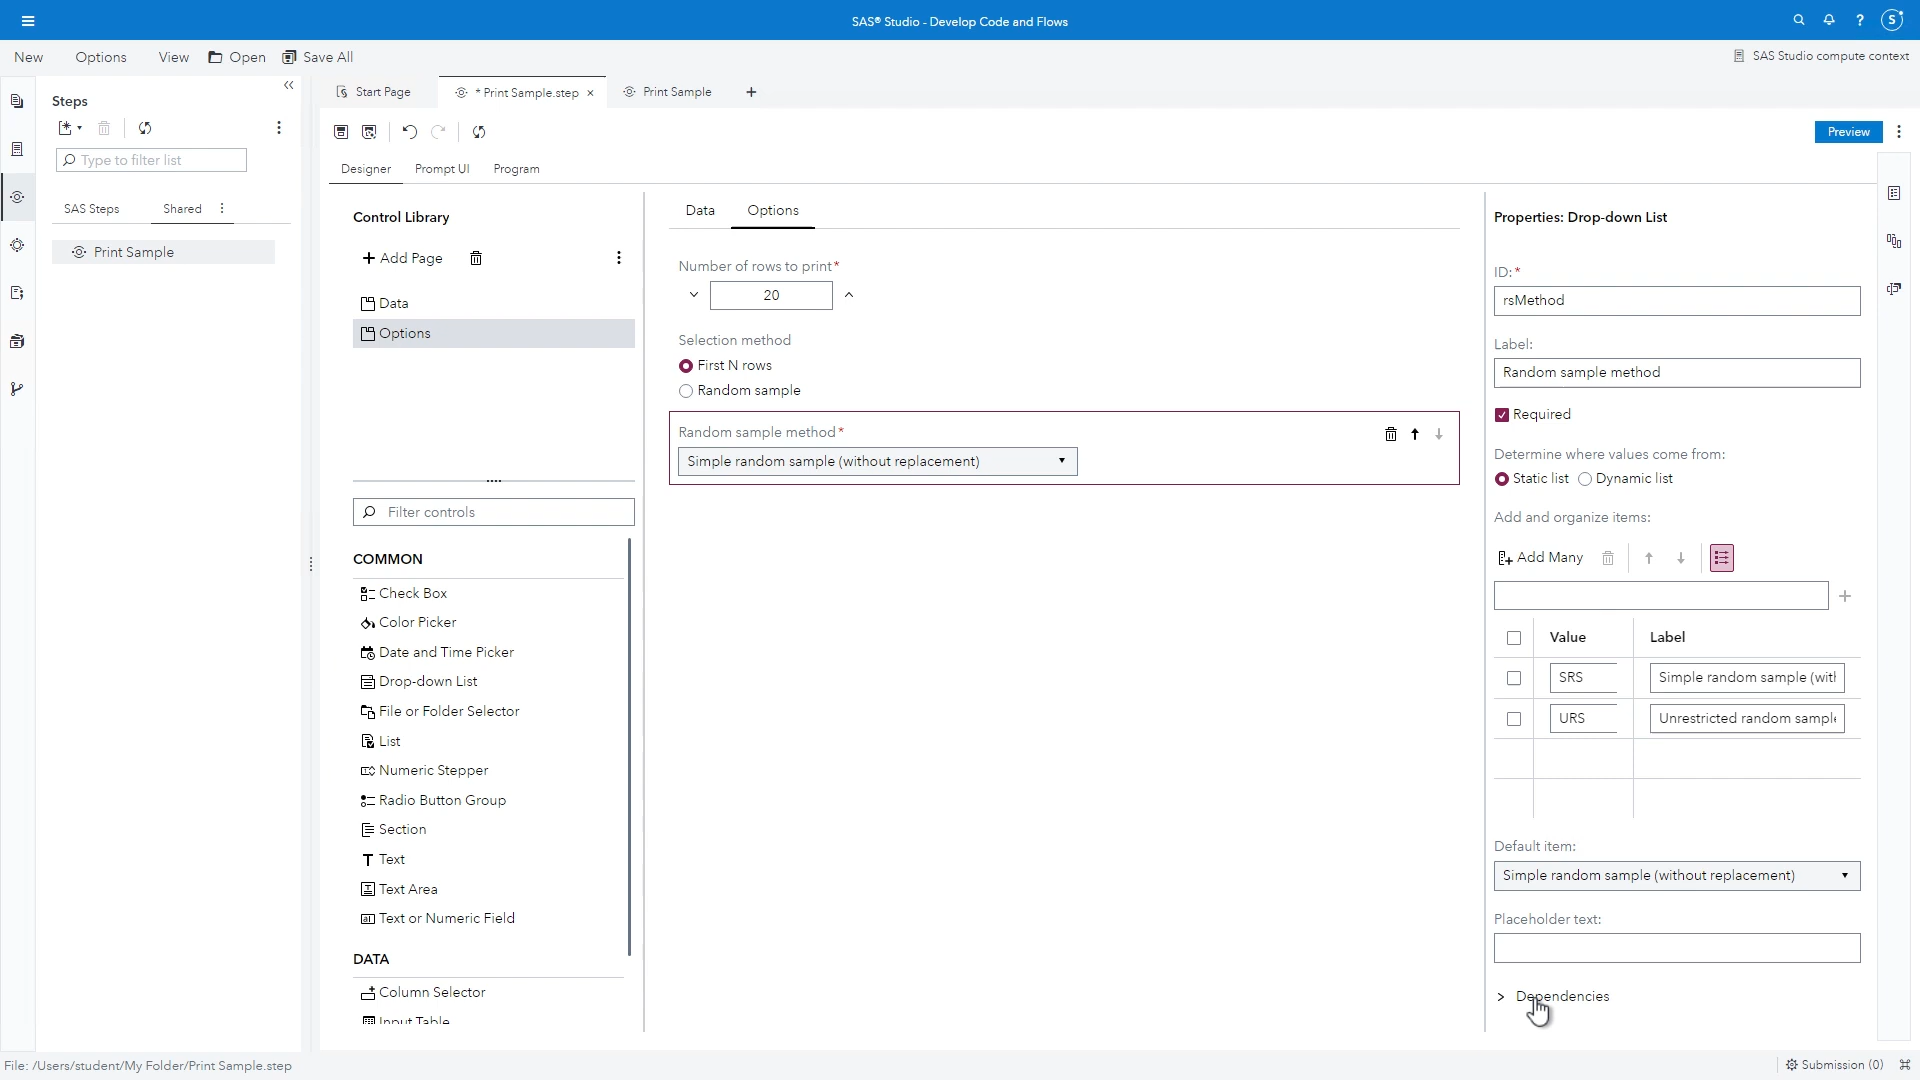 SAS® Studio - Develop Code and Flows
S
New
Options
View
Open
Save All
SAS Studio compute context
Steps
Type to filter list
SAS Steps
Shared
Print Sample
Start Page
* Print Sample.step
Print Sample
Preview
Designer
Prompt UI
Program
Control Library
Add Page
Data
Options
Filter controls
COMMON
Check Box
Color Picker
Date and Time Picker
Drop-down List
File or Folder Selector
List
Numeric Stepper
Radio Button Group
Section
Text
Text Area
Text or Numeric Field
DATA
Column Selector
Input Table
Data
Options
Number of rows to print*
20
Selection method
First N rows
Random sample
Random sample method*
Simple random sample (without replacement)
Properties: Drop-down List
ID:*
rsMethod
Label:
Random sample method
Required
Determine where values come from:
Static list
Dynamic list
Add and organize items:
Add Many
Value
Label
SRS
Simple random sample (with
URS
Unrestricted random sample
Default item:
Simple random sample (without replacement)
Placeholder text:
Dependencies
File: /Users/student/My Folder/Print Sample.step
Submission (0)